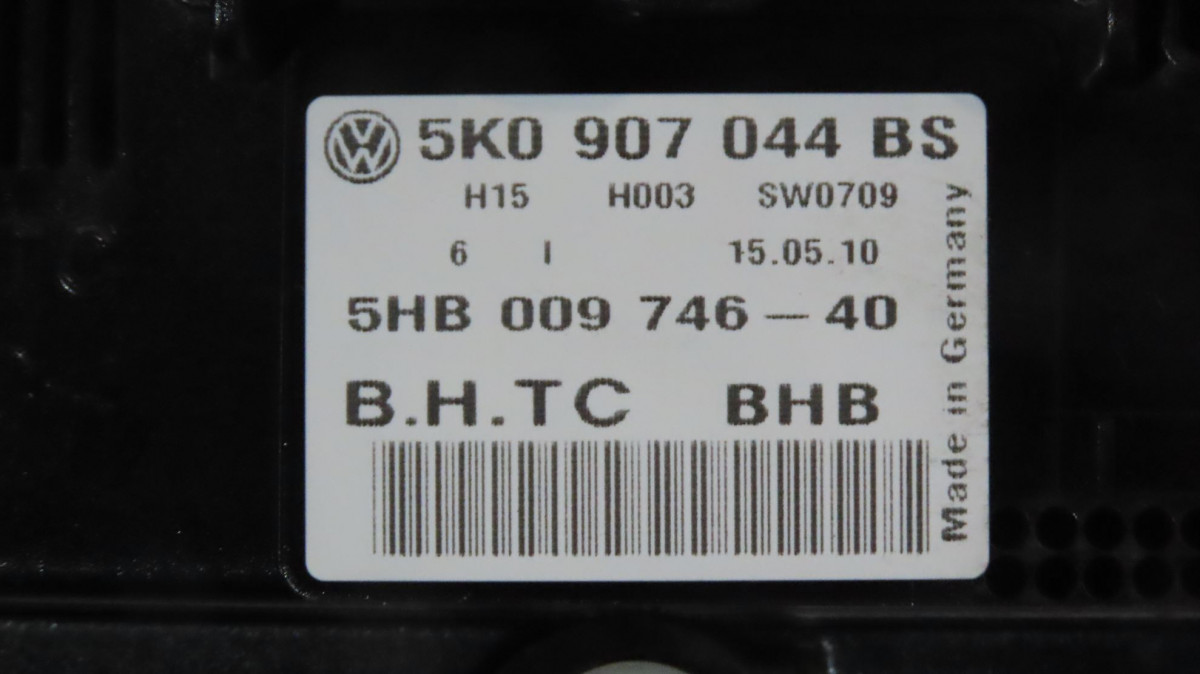 5K0 907 044 BS
H15 H003 SW0709
6 I 15.05.10
5HB 009 746-40
B.H.TC BHB
Made in Germany